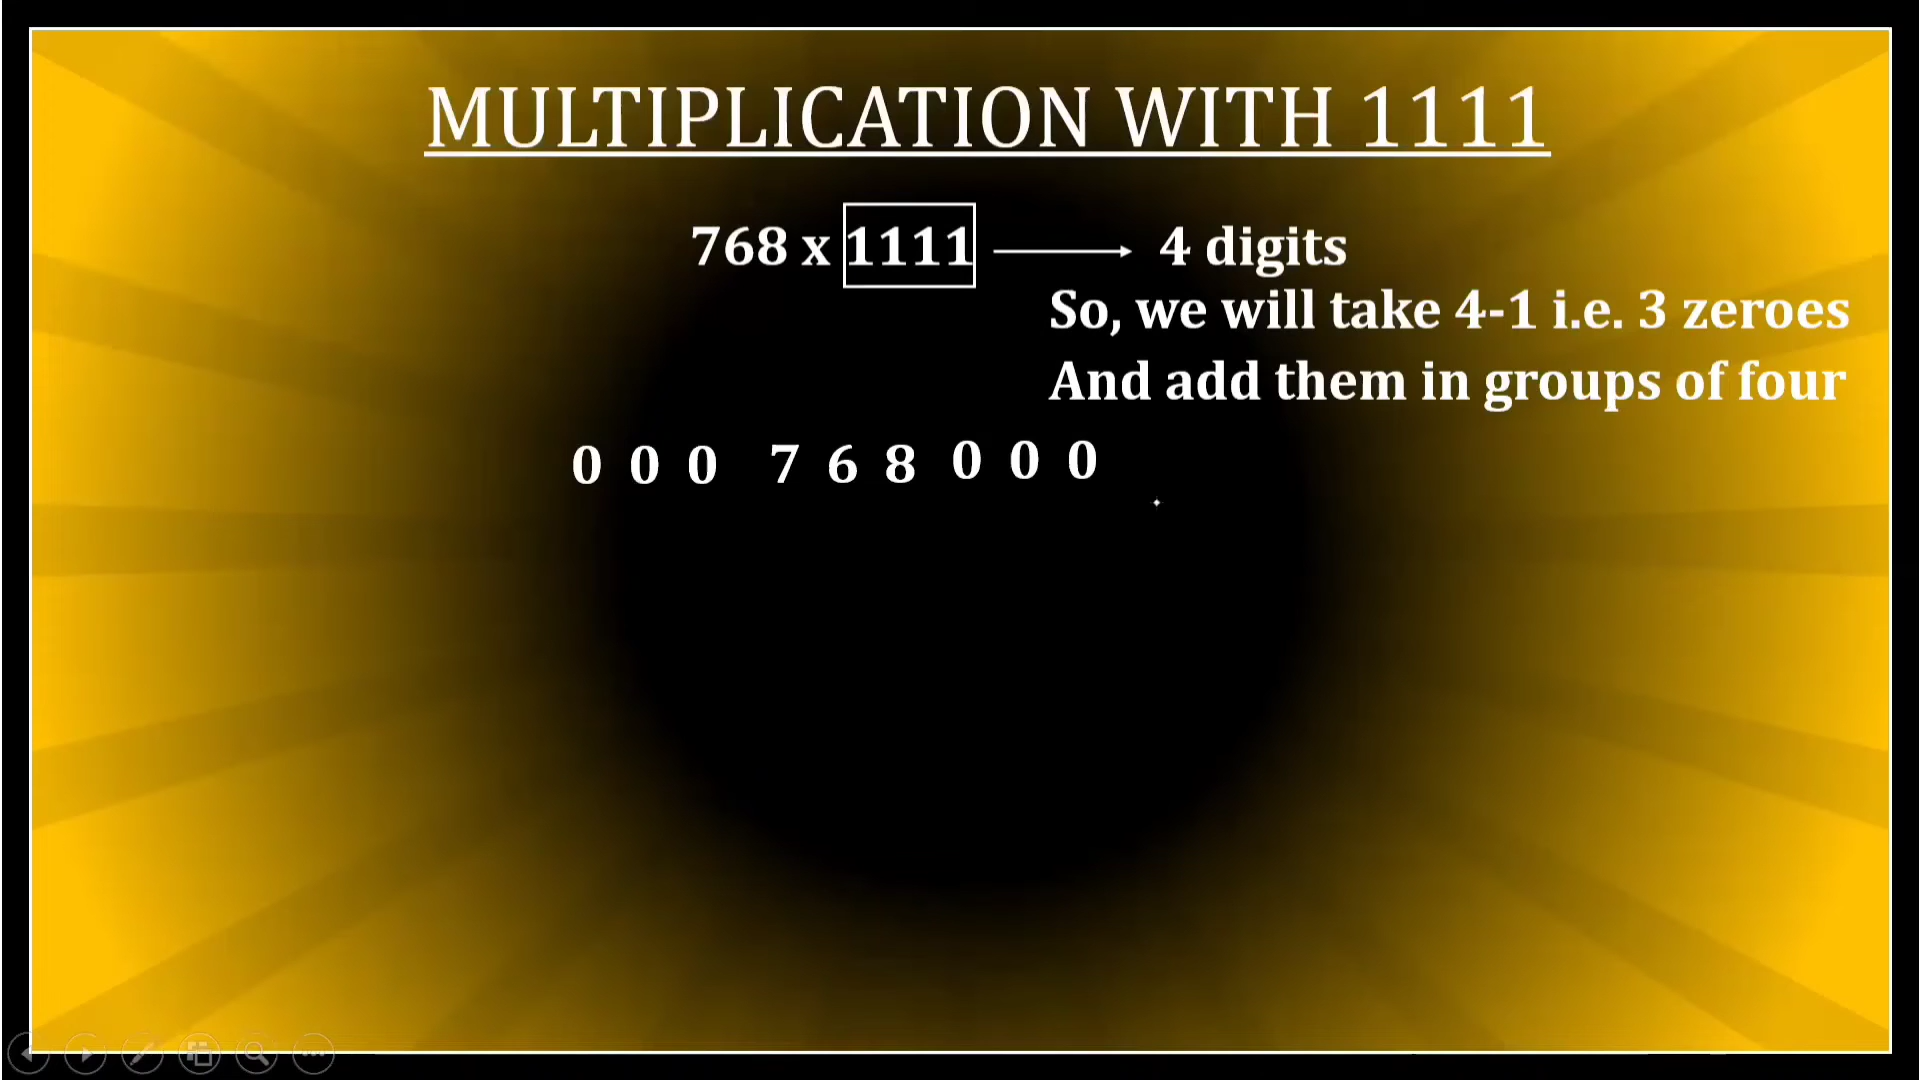 MULTIPLICATION WITH 1111
768 x 1111 4 digits
So, we will take 4-1 i.e. 3 zeroes
And add them in groups of four
0 0 0 7 6 8 0 0 0